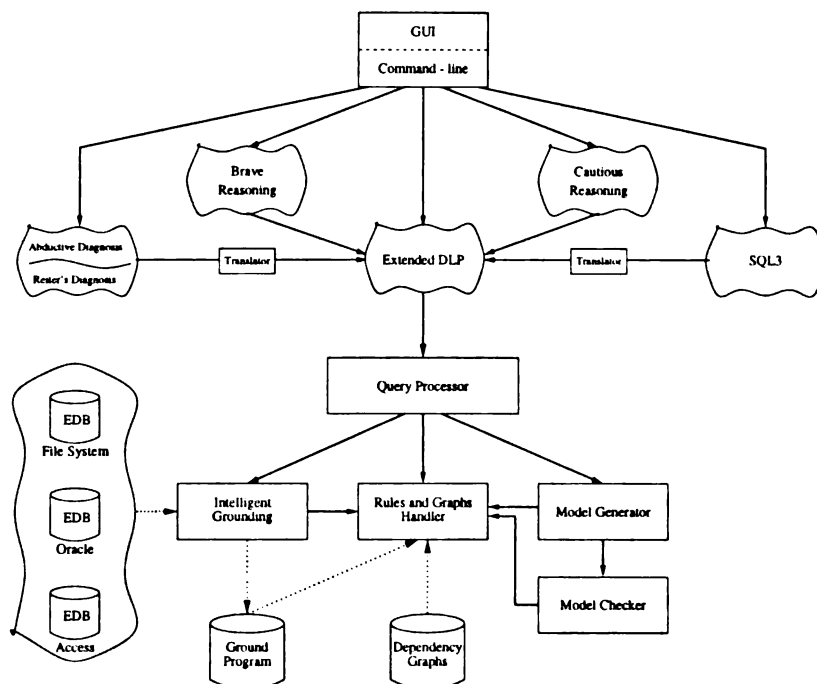 GUI
Command - line
Brave
Reasoning
Cautious
Reasoning
Abductive Diagnosis
Reiter's Diagnosis
Translator
Extended DLP
Translator
SQL3
Query Processor
EDB
File System
EDB
Oracle
EDB
Access
Intelligent
Grounding
Rules and Graphs
Handler
Model Generator
Model Checker
Ground
Program
Dependency
Graphs